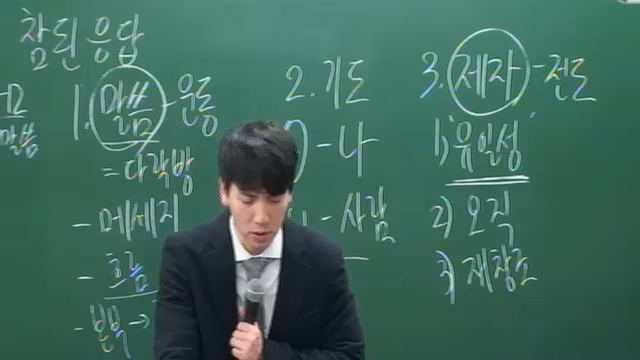 참된 응답
1. 말씀 - 운동
= 다락방
- 메세지
- 흐름
말씀
2. 기도
- 나
- 사람
3. 제자 - 전도
1) 유일성
2) 오직
3) 재창조